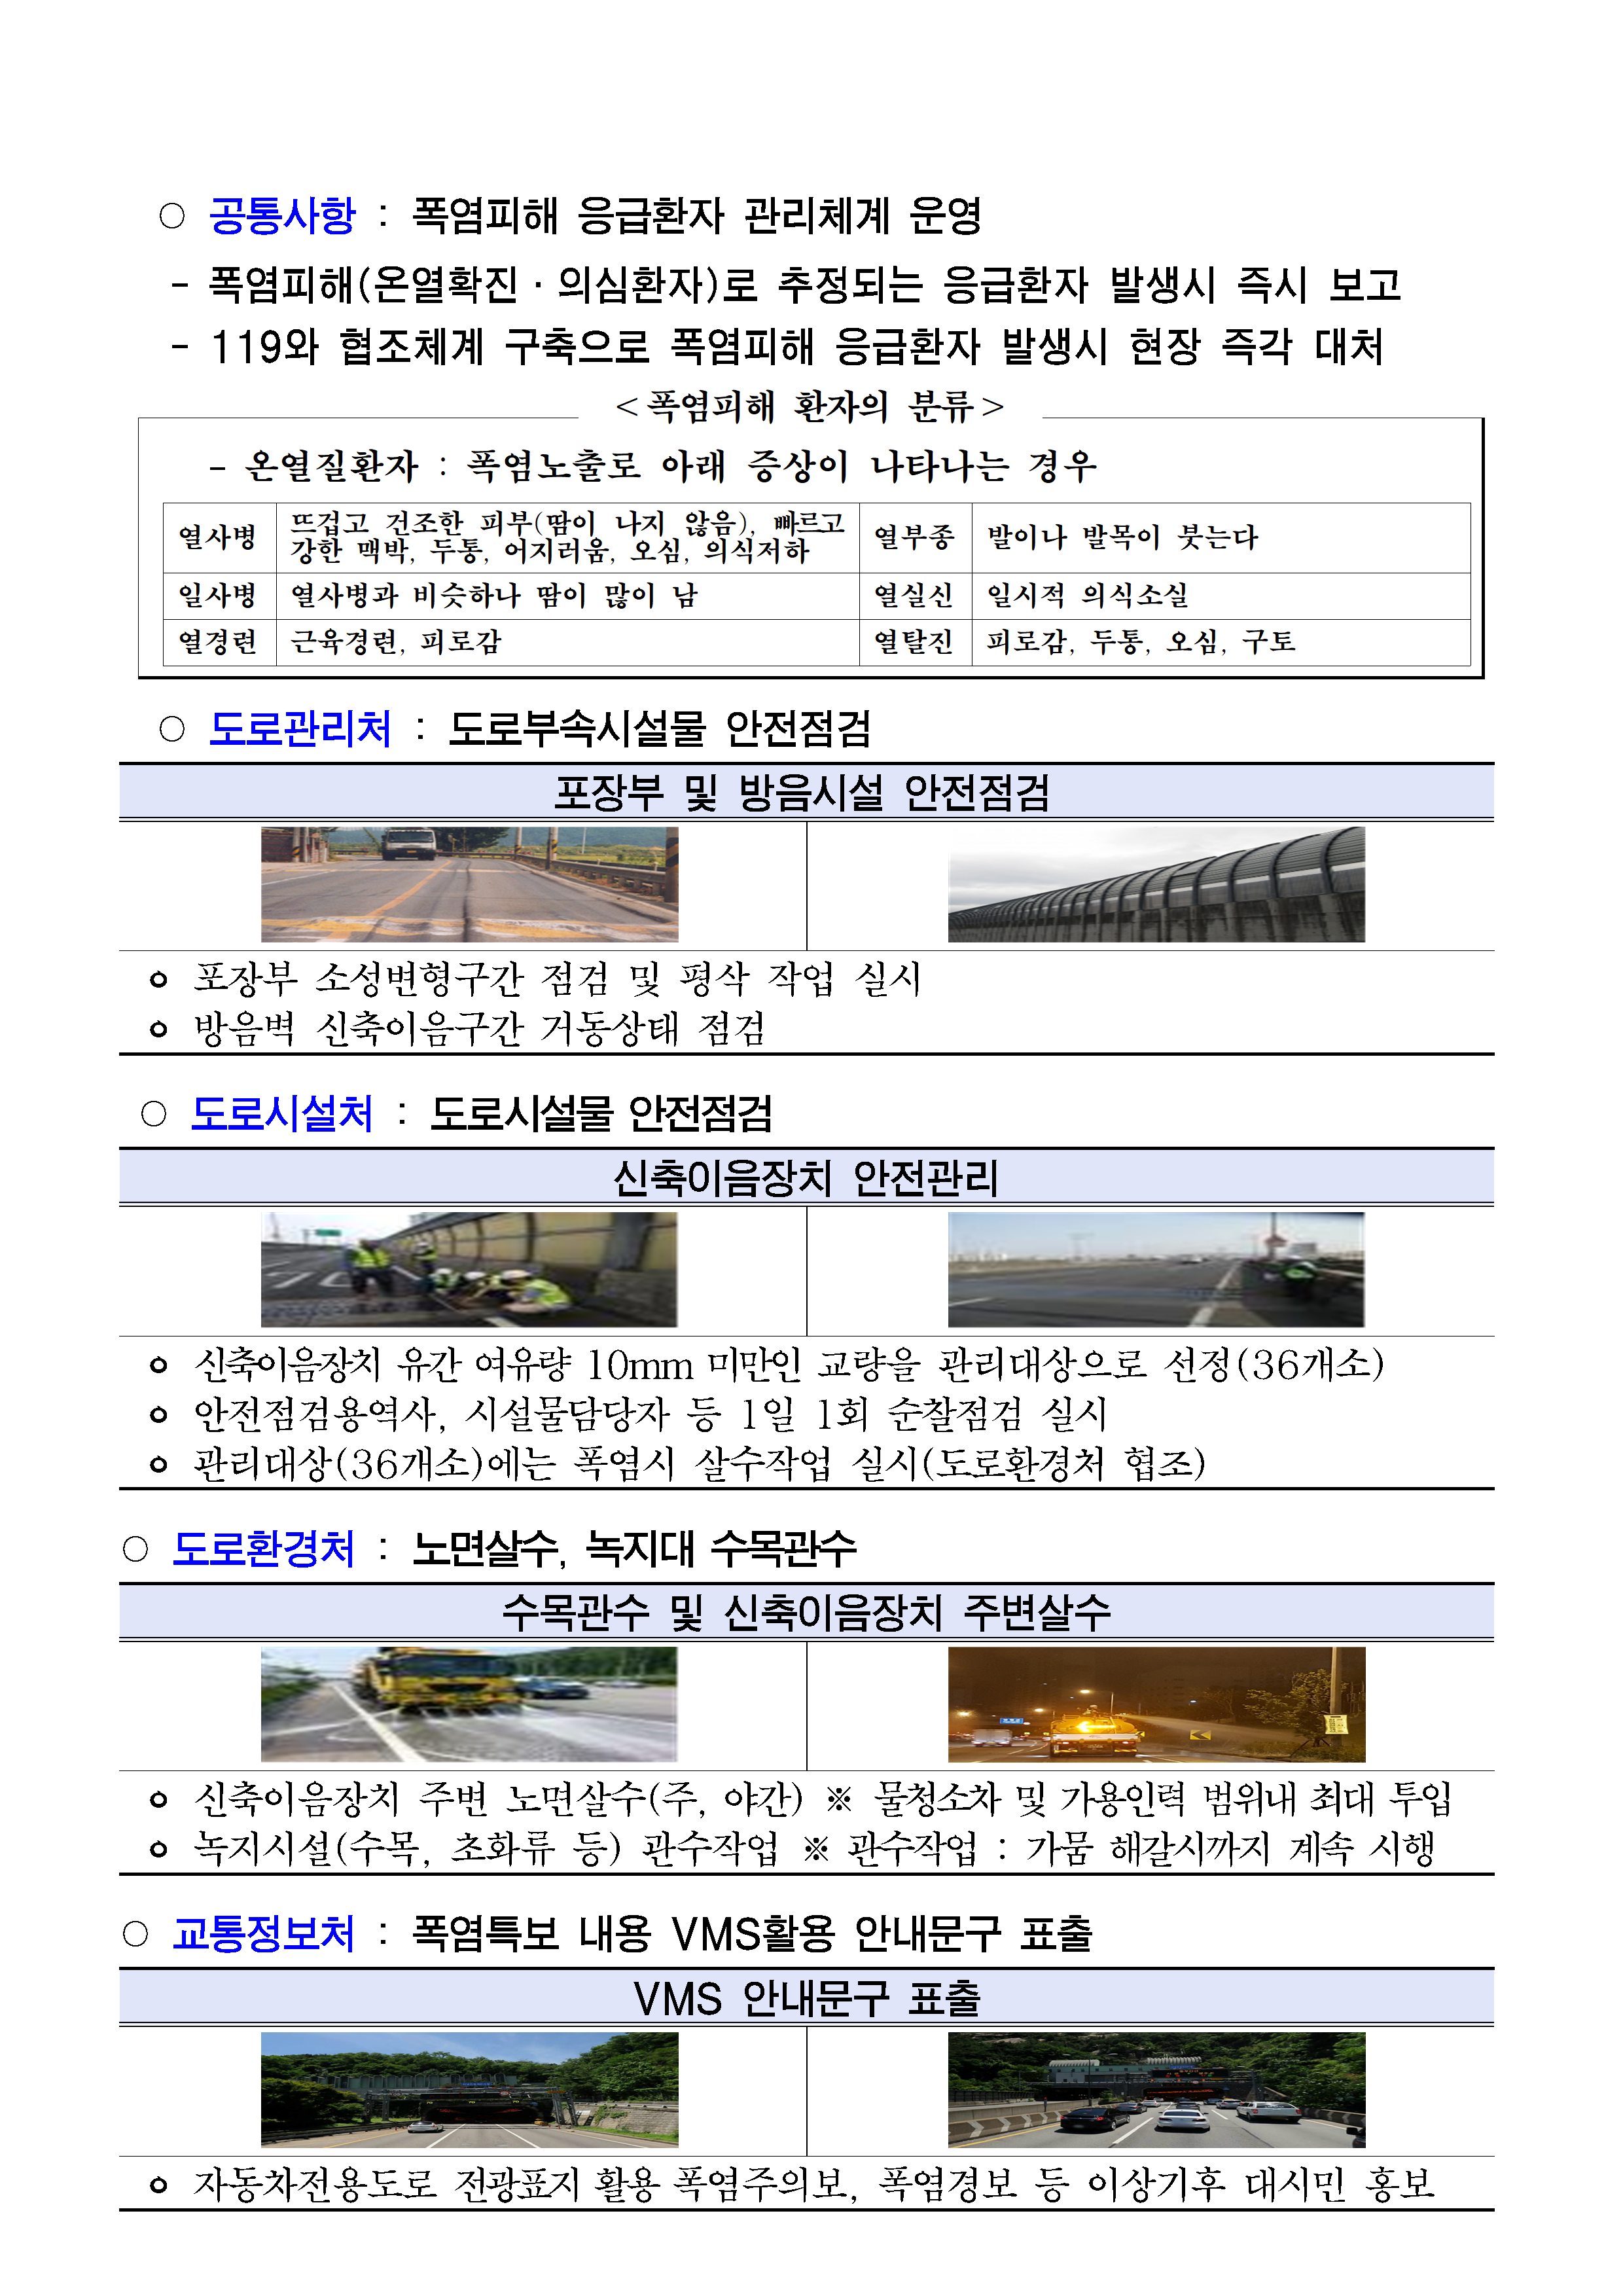 ○ 공통사항 : 폭염피해 응급환자 관리체계 운영
- 폭염피해(온열확진·의심환자)로 추정되는 응급환자 발생시 즉시 보고
- 119와 협조체계 구축으로 폭염피해 응급환자 발생시 현장 즉각 대처
<폭염피해 환자의 분류>
- 온열질환자 : 폭염노출로 아래 증상이 나타나는 경우
열사병 뜨겁고 건조한 피부(땀이 나지 않음), 빠르고 강한 맥박, 두통, 어지러움, 오심, 의식저하 열부종 발이나 발목이 붓는다
일사병 열사병과 비슷하나 땀이 많이 남 열실신 일시적 의식소실
열경련 근육경련, 피로감 열탈진 피로감, 두통, 오심, 구토
○ 도로관리처 : 도로부속시설물 안전점검
포장부 및 방음시설 안전점검
ㅇ 포장부 소성변형구간 점검 및 평삭 작업 실시
ㅇ 방음벽 신축이음구간 거동상태 점검
○ 도로시설처 : 도로시설물 안전점검
신축이음장치 안전관리
ㅇ 신축이음장치 유간 여유량 10mm 미만인 교량을 관리대상으로 선정(36개소)
ㅇ 안전점검용역사, 시설물담당자 등 1일 1회 순찰점검 실시
ㅇ 관리대상(36개소)에는 폭염시 살수작업 실시(도로환경처 협조)
○ 도로환경처 : 노면살수, 녹지대 수목관수
수목관수 및 신축이음장치 주변살수
ㅇ 신축이음장치 주변 노면살수(주, 야간) ※ 물청소차 및 가용인력 범위내 최대 투입
ㅇ 녹지시설(수목, 초화류 등) 관수작업 ※ 관수작업 : 가뭄 해갈시까지 계속 시행
○ 교통정보처 : 폭염특보 내용 VMS활용 안내문구 표출
VMS 안내문구 표출
ㅇ 자동차전용도로 전광표지 활용 폭염주의보, 폭염경보 등 이상기후 대시민 홍보